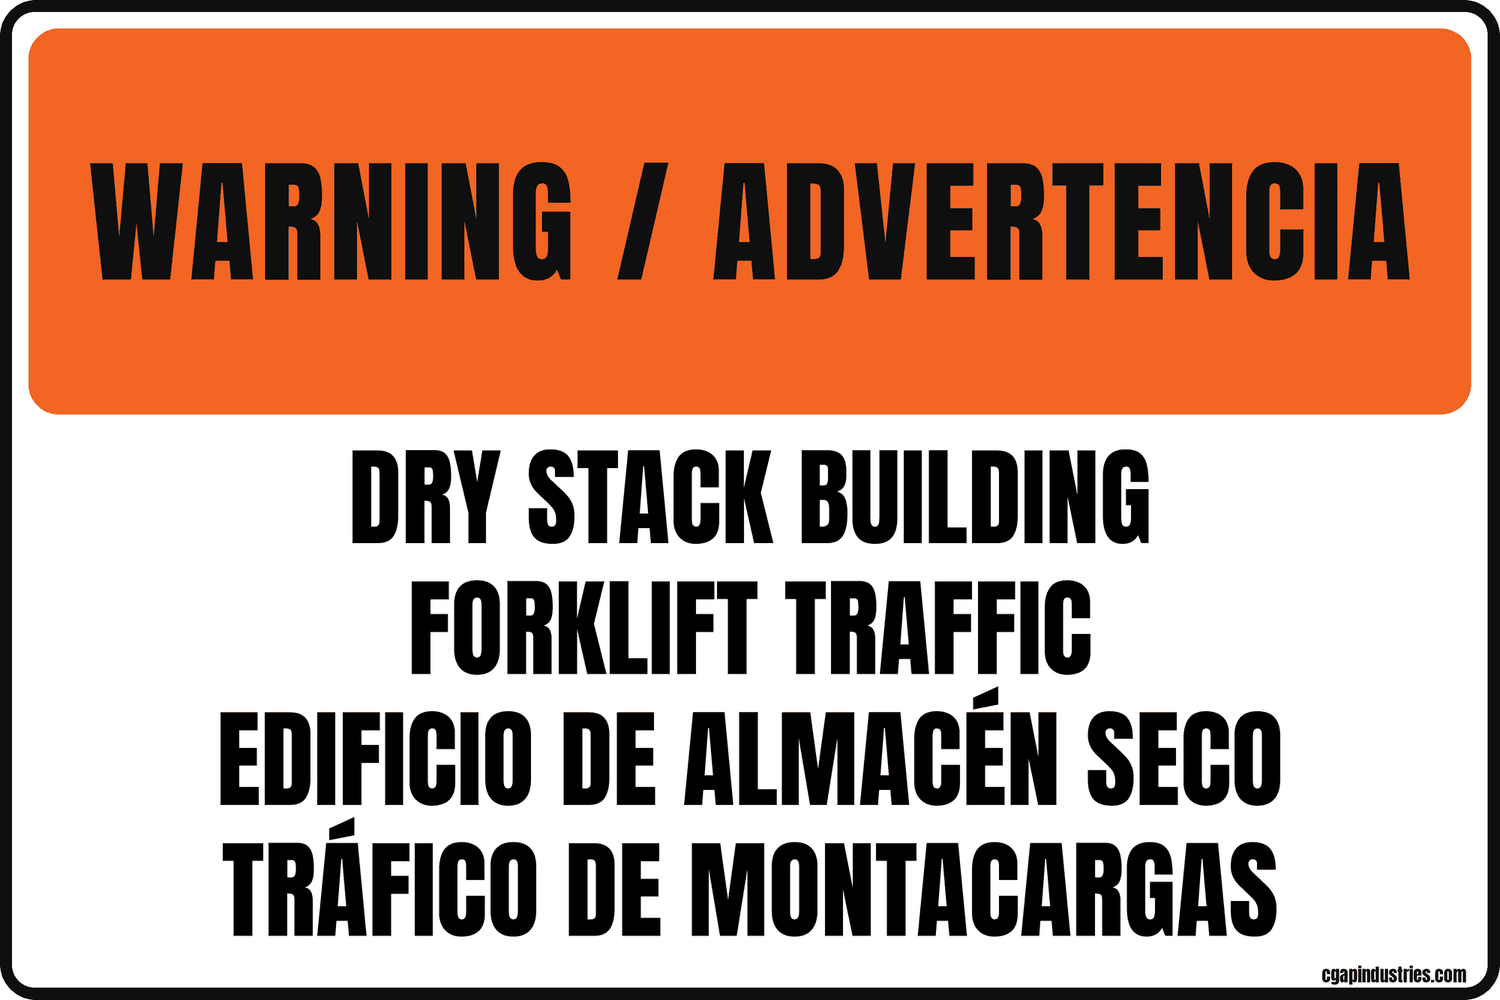 WARNING / ADVERTENCIA
DRY STACK BUILDING
FORKLIFT TRAFFIC
EDIFICIO DE ALMACÉN SECO
TRÁFICO DE MONTACARGAS
cgapindustries.com